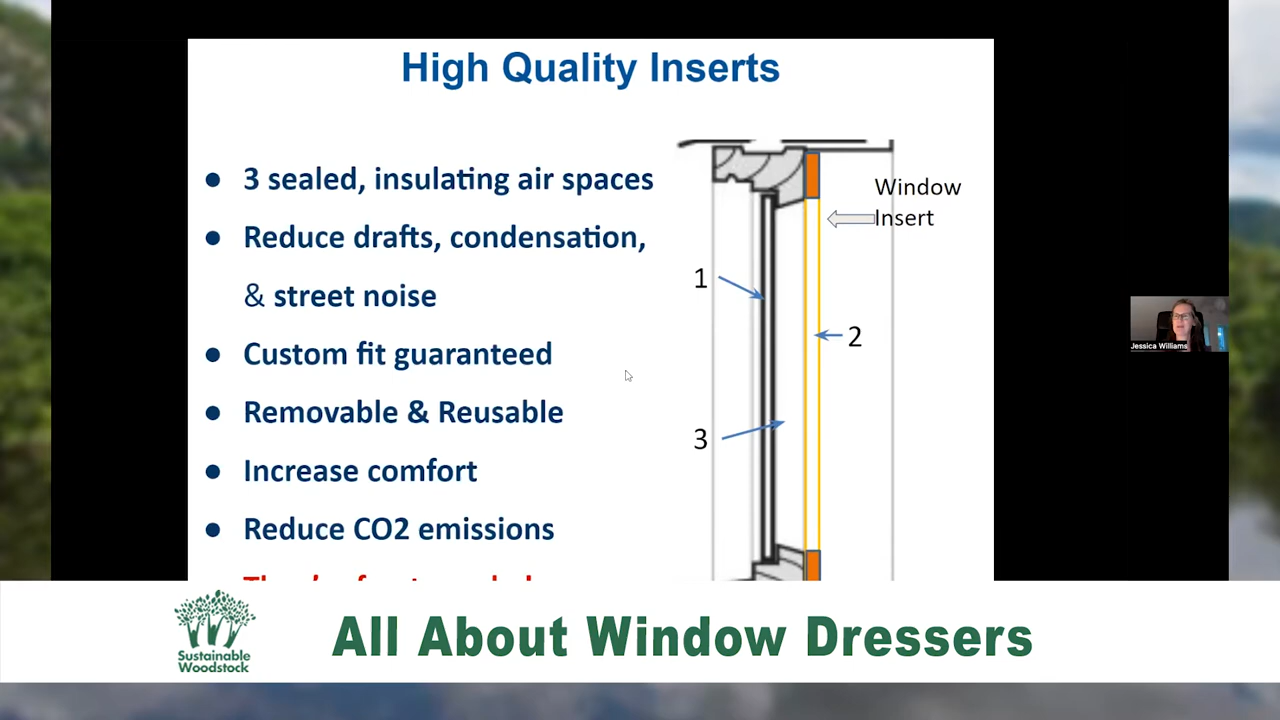 High Quality Inserts
● 3 sealed, insulating air spaces
● Reduce drafts, condensation,
& street noise
● Custom fit guaranteed
● Removable & Reusable
● Increase comfort
● Reduce CO2 emissions
Window
Insert
1
2
3
Jessica Williams
Sustainable
Woodstock
All About Window Dressers